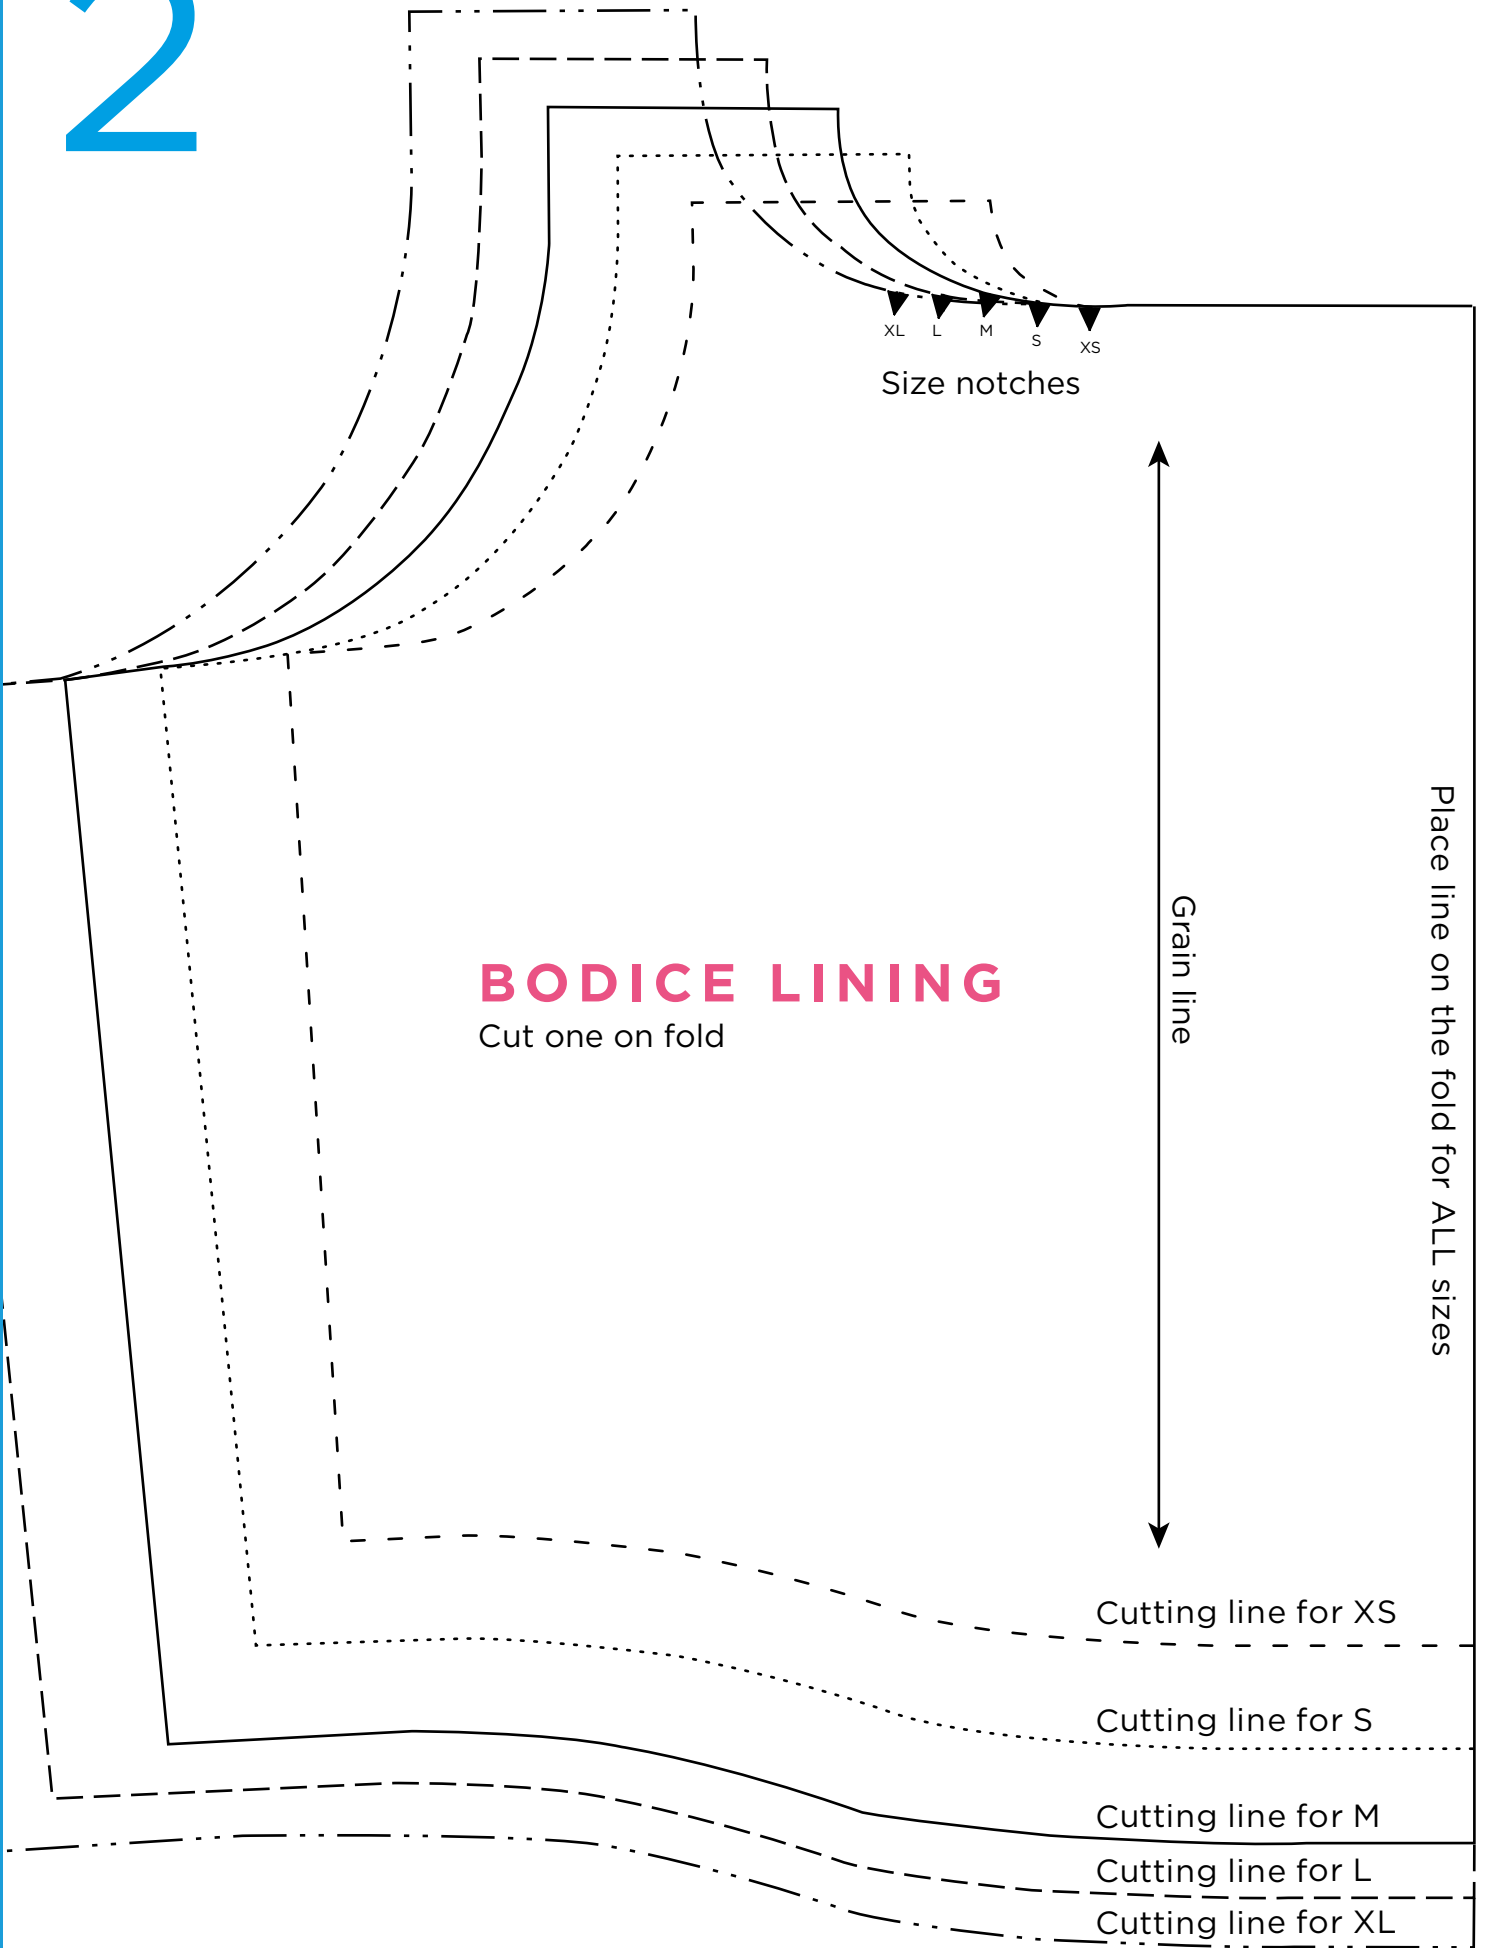 2
XL
L
M
S
XS
Size notches
Grain line
Place line on the fold for ALL sizes
BODICE LINING
Cut one on fold
Cutting line for XS
Cutting line for S
Cutting line for M
Cutting line for L
Cutting line for XL